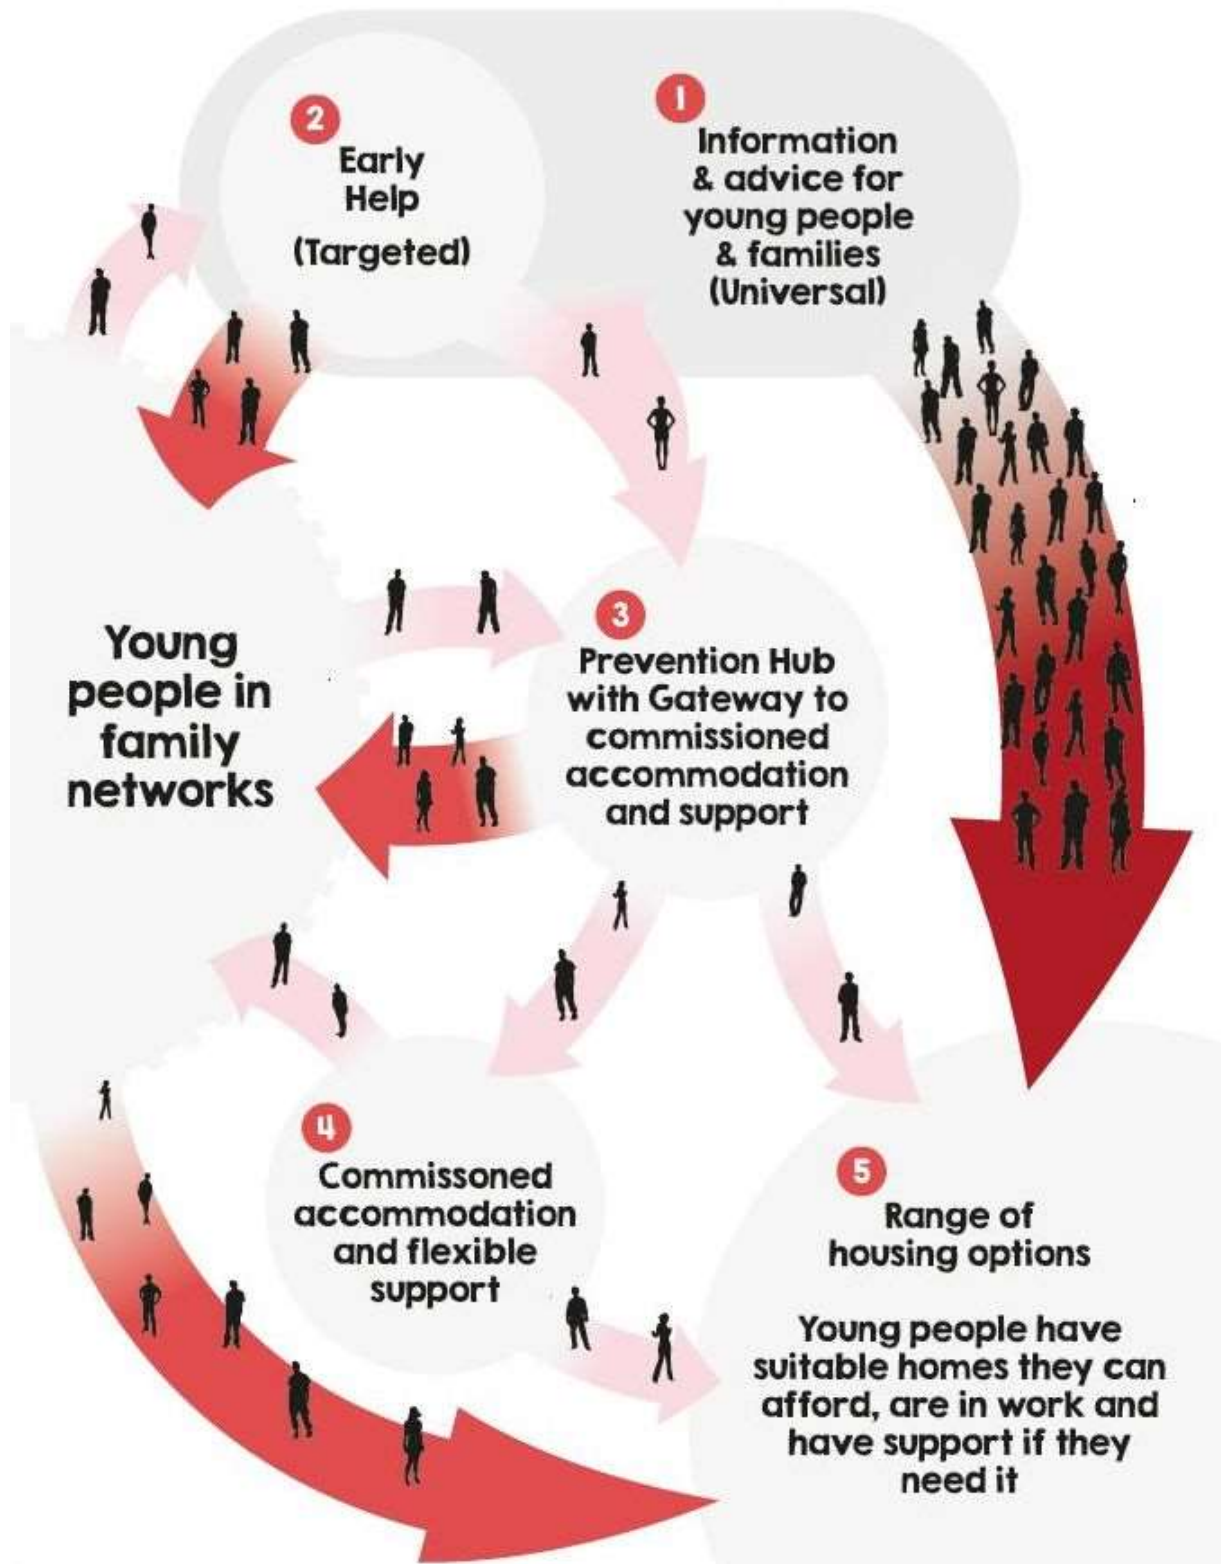 1
Information
& advice for
young people
& families
(Universal)
2
Early
Help
(Targeted)
Young
people in
family
networks
3
Prevention Hub
with Gateway to
commissioned
accommodation
and support
4
Commissoned
accommodation
and flexible
support
5
Range of
housing options
Young people have
suitable homes they can
afford, are in work and
have support if they
need it